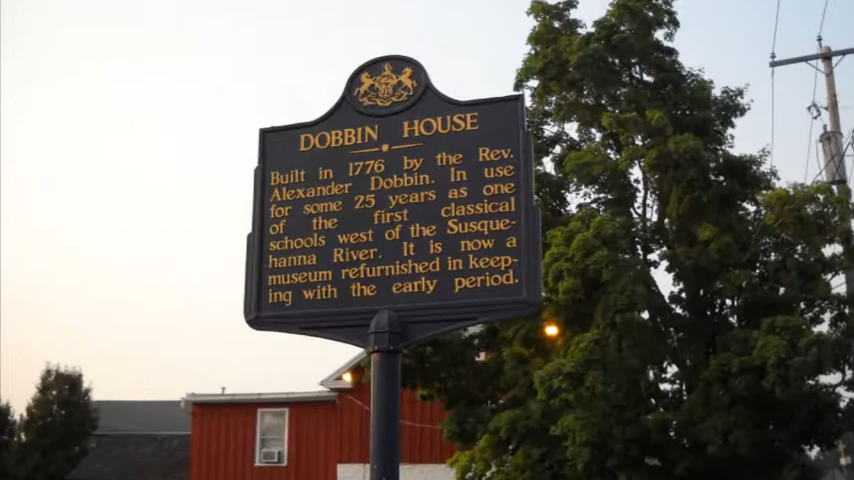 DOBBIN HOUSE
Built in 1776 by the Rev.
Alexander Dobbin. In use
for some 25 years as one
of the first classical
schools west of the Susque-
hanna River. It is now a
museum refurnished in keep-
ing with the early period.